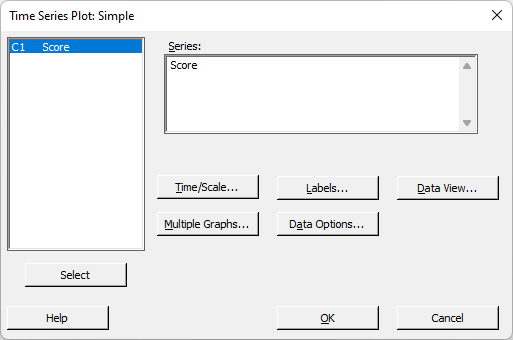 Time Series Plot: Simple
C1 Score
Series:
Score
Time/Scale...
Labels...
Data View...
Multiple Graphs...
Data Options...
Select
Help
OK
Cancel